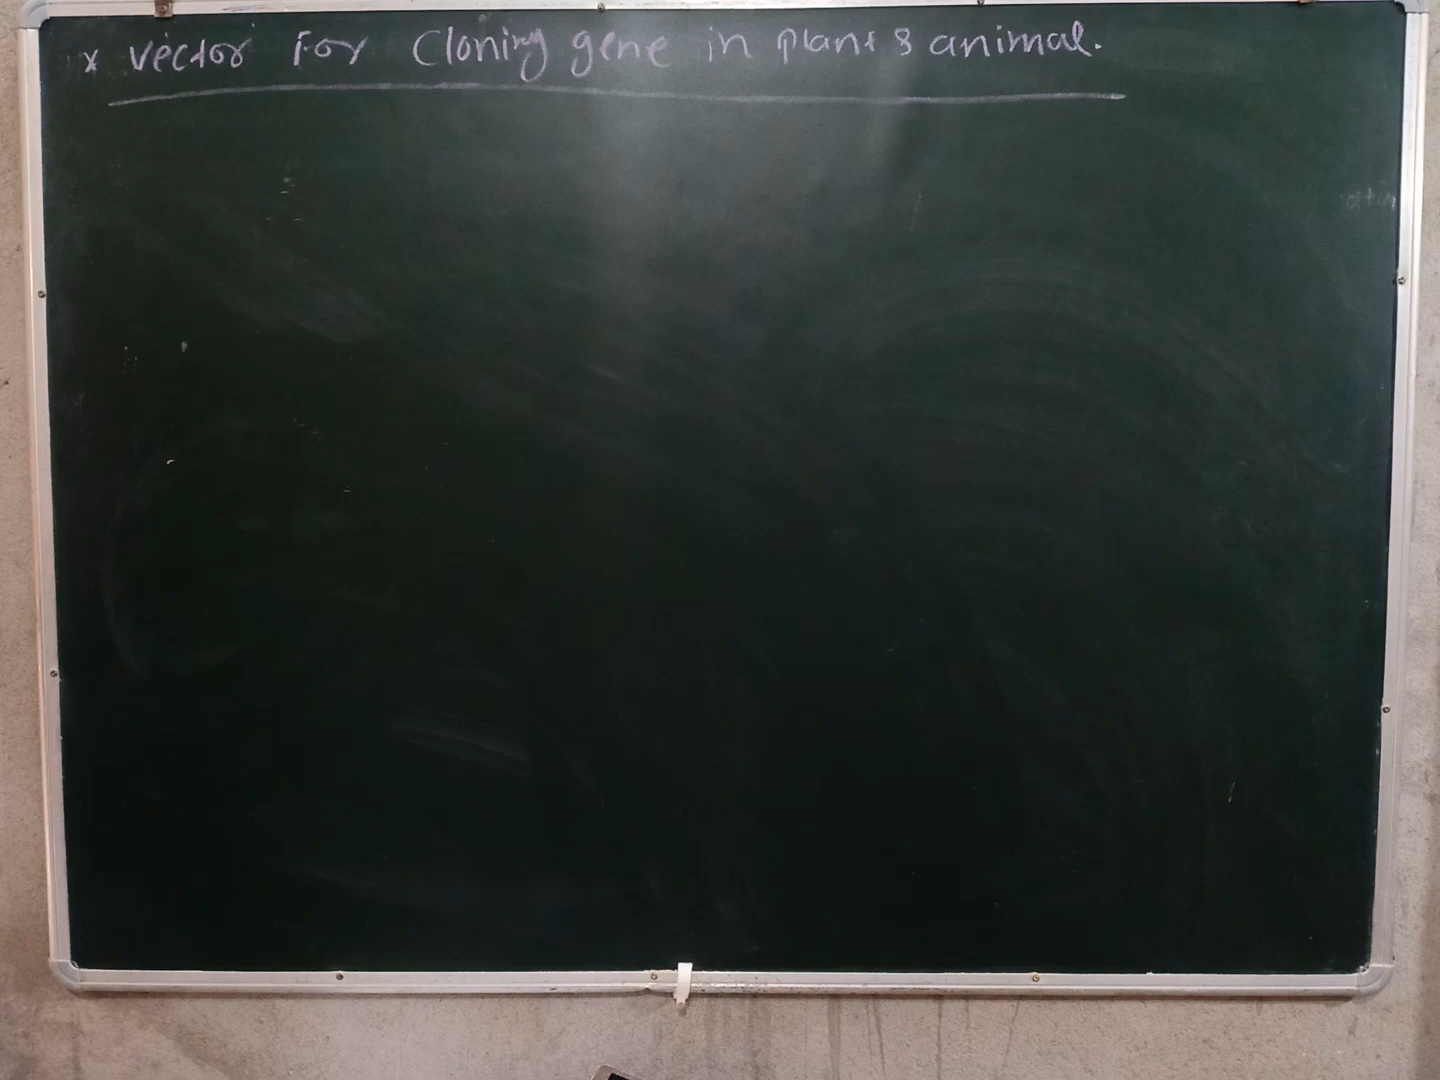 x Vector For Cloning gene in plant & animal.